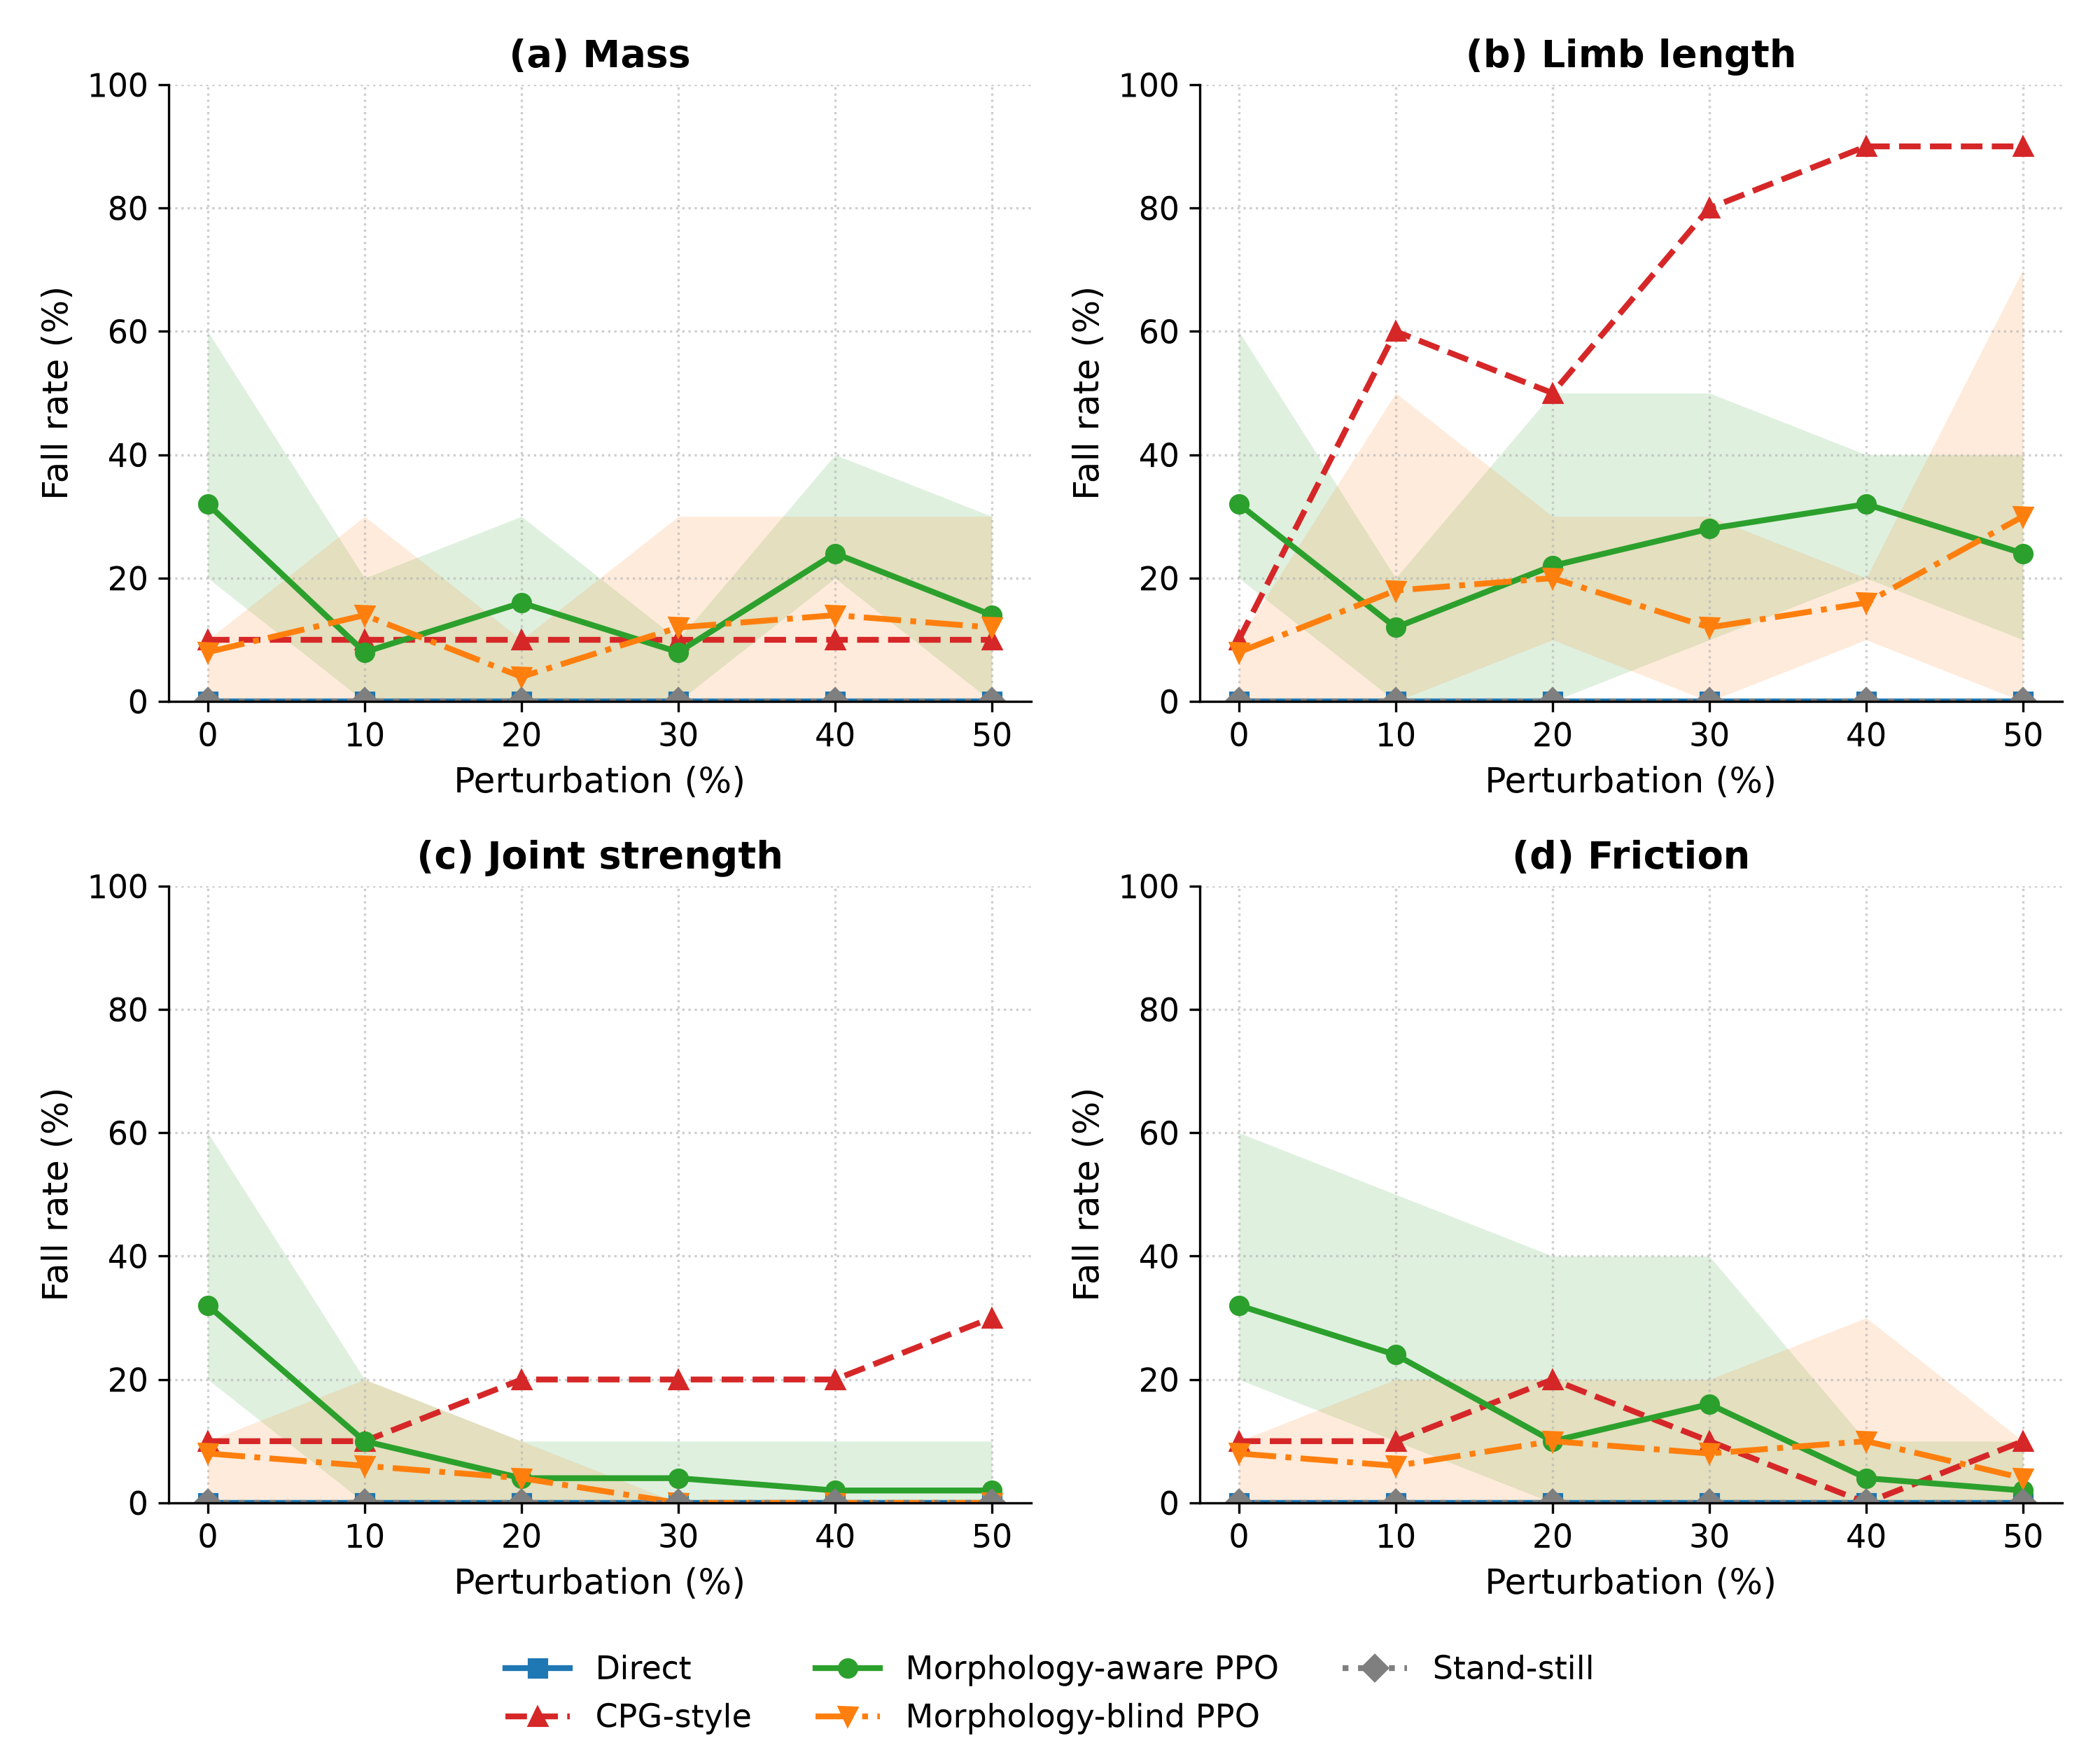 (a) Mass
Fall rate (%)
100
80
60
40
20
0
0 10 20 30 40 50
Perturbation (%)
(b) Limb length
Fall rate (%)
100
80
60
40
20
0
0 10 20 30 40 50
Perturbation (%)
(c) Joint strength
Fall rate (%)
100
80
60
40
20
0
0 10 20 30 40 50
Perturbation (%)
(d) Friction
Fall rate (%)
100
80
60
40
20
0
0 10 20 30 40 50
Perturbation (%)
Direct
CPG-style
Morphology-aware PPO
Morphology-blind PPO
Stand-still